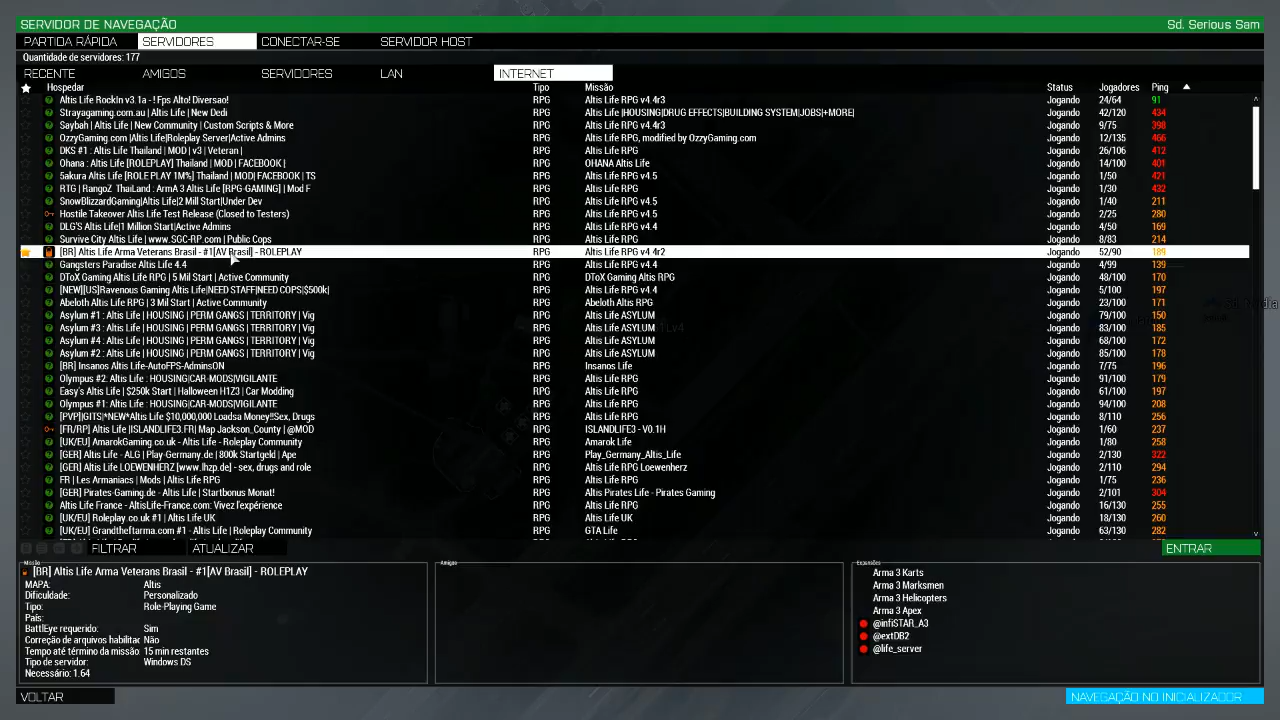 SERVIDOR DE NAVEGAÇÃO Sd. Serious Sam
PARTIDA RÁPIDA SERVIDORES CONECTAR-SE SERVIDOR HOST
Quantidade de servidores: 177
RECENTE AMIGOS SERVIDORES LAN INTERNET
Hospedar Tipo Missão Status Jogadores Ping
Altis Life RockIn v3.1a - ! Fps Alto! Diversao! RPG Altis Life RPG v4.4r3 Jogando 24/64 91
Strayagaming.com.au | Altis Life | New Dedi RPG Altis Life |HOUSING|DRUG EFFECTS|BUILDING SYSTEM|JOBS|+MORE| Jogando 42/120 434
Saybah | Altis Life | New Community | Custom Scripts & More RPG Altis Life RPG v4.4r3 Jogando 9/75 398
OzzyGaming.com |Altis Life|Roleplay Server|Active Admins RPG Altis Life RPG, modified by OzzyGaming.com Jogando 12/135 466
DKS #1 : Altis Life Thailand | MOD | v3 | Veteran | RPG Altis Life RPG Jogando 26/106 412
Ohana : Altis Life [ROLEPLAY] Thailand | MOD | FACEBOOK | RPG OHANA Altis Life Jogando 14/100 401
5akura Altis Life [ROLE PLAY 1M%] Thailand | MOD| FACEBOOK | TS RPG Altis Life RPG v4.5 Jogando 1/50 421
RTG | RangoZ ThaiLand : ArmA 3 Altis Life [RPG-GAMING] | Mod F RPG Altis Life RPG Jogando 1/30 432
SnowBlizzardGaming|Altis Life|2 Mill Start|Under Dev RPG Altis Life RPG v4.5 Jogando 1/40 211
Hostile Takeover Altis Life Test Release (Closed to Testers) RPG Altis Life RPG v4.5 Jogando 2/25 280
DLG'S Altis Life|1 Million Start|Active Admins RPG Altis Life RPG v4.4 Jogando 4/50 169
Survive City Altis Life | www.SGC-RP.com | Public Cops RPG Altis Life RPG Jogando 8/83 214
[BR] Altis Life Arma Veterans Brasil - #1[AV Brasil] - ROLEPLAY RPG Altis Life RPG v4 4r2 Jogando 52/90 189
Gangsters Paradise Altis Life 4.4 RPG Altis Life RPG v4.4 Jogando 4/99 139
DToX Gaming Altis Life RPG | 5 Mil Start | Active Community RPG DToX Gaming Altis RPG Jogando 48/100 170
[NEW][US]Ravenous Gaming Altis Life|NEED STAFF|NEED COPS|$500k| RPG Altis Life RPG v4.4 Jogando 5/100 197
Abeloth Altis Life RPG | 3 Mil Start | Active Community RPG Abeloth Altis RPG Jogando 23/100 171
Asylum #1 : Altis Life | HOUSING | PERM GANGS | TERRITORY | Vig RPG Altis Life ASYLUM Jogando 79/100 150
Asylum #3 : Altis Life | HOUSING | PERM GANGS | TERRITORY | Vig RPG Altis Life ASYLUM Jogando 83/100 185
Asylum #4 : Altis Life | HOUSING | PERM GANGS | TERRITORY | Vig RPG Altis Life ASYLUM Jogando 68/100 172
Asylum #2 : Altis Life | HOUSING | PERM GANGS | TERRITORY | Vig RPG Altis Life ASYLUM Jogando 85/100 178
[BR] Insanos Altis Life-AutoFPS-AdminsON RPG Insanos Life Jogando 7/75 196
Olympus #2: Altis Life : HOUSING|CAR-MODS|VIGILANTE RPG Altis Life RPG Jogando 91/100 179
Easy's Altis Life | $250k Start | Halloween H1Z3 | Car Modding RPG Altis Life RPG Jogando 61/100 197
Olympus #1: Altis Life : HOUSING|CAR-MODS|VIGILANTE RPG Altis Life RPG Jogando 94/100 208
[PVP]|GITS|*NEW*Altis Life $10,000,000 Loadsa Money!!Sex, Drugs RPG Altis Life RPG Jogando 8/110 256
[FR/RP] Altis Life |ISLANDLIFE3.FR| Map Jackson_County | @MOD RPG ISLANDLIFE3 - V0.1H Jogando 1/60 237
[UK/EU] AmarokGaming.co.uk - Altis Life - Roleplay Community RPG Amarok Life Jogando 1/80 258
[GER] Altis Life - ALG | Play-Germany.de | 800k Startgeld | Ape RPG Play_Germany_Altis_Life Jogando 2/130 322
[GER] Altis Life LOEWENHERZ [www.lhzp.de] - sex, drugs and role RPG Altis Life RPG Loewenherz Jogando 2/110 294
FR | Les Armaniacs | Mods | Altis Life RPG RPG Altis Life RPG Jogando 1/75 236
[GER] Pirates-Gaming.de - Altis Life | Startbonus Monat! RPG Altis Pirates Life - Pirates Gaming Jogando 2/101 304
Altis Life France - AltisLife-France.com: Vivez l'expérience RPG Altis Life RPG Jogando 16/130 255
[UK/EU] Roleplay.co.uk #1 | Altis Life UK RPG Altis Life UK Jogando 18/130 260
[UK/EU] Grandtheftarma.com #1 - Altis Life | Roleplay Community RPG GTA Life Jogando 63/130 282
FILTRAR ATUALIZAR ENTRAR
Missão Amigos Expansões
[BR] Altis Life Arma Veterans Brasil - #1[AV Brasil] - ROLEPLAY
MAPA: Altis
Dificuldade: Personalizado
Tipo: Role-Playing Game
País:
BattlEye requerido: Sim
Correção de arquivos habilitac Não
Tempo até término da missão: 15 min restantes
Tipo de servidor: Windows DS
Necessário: 1.64
Arma 3 Karts
Arma 3 Marksmen
Arma 3 Helicopters
Arma 3 Apex
@infiSTAR_A3
@extDB2
@life_server
VOLTAR NAVEGAÇÃO NO INICIALIZADOR